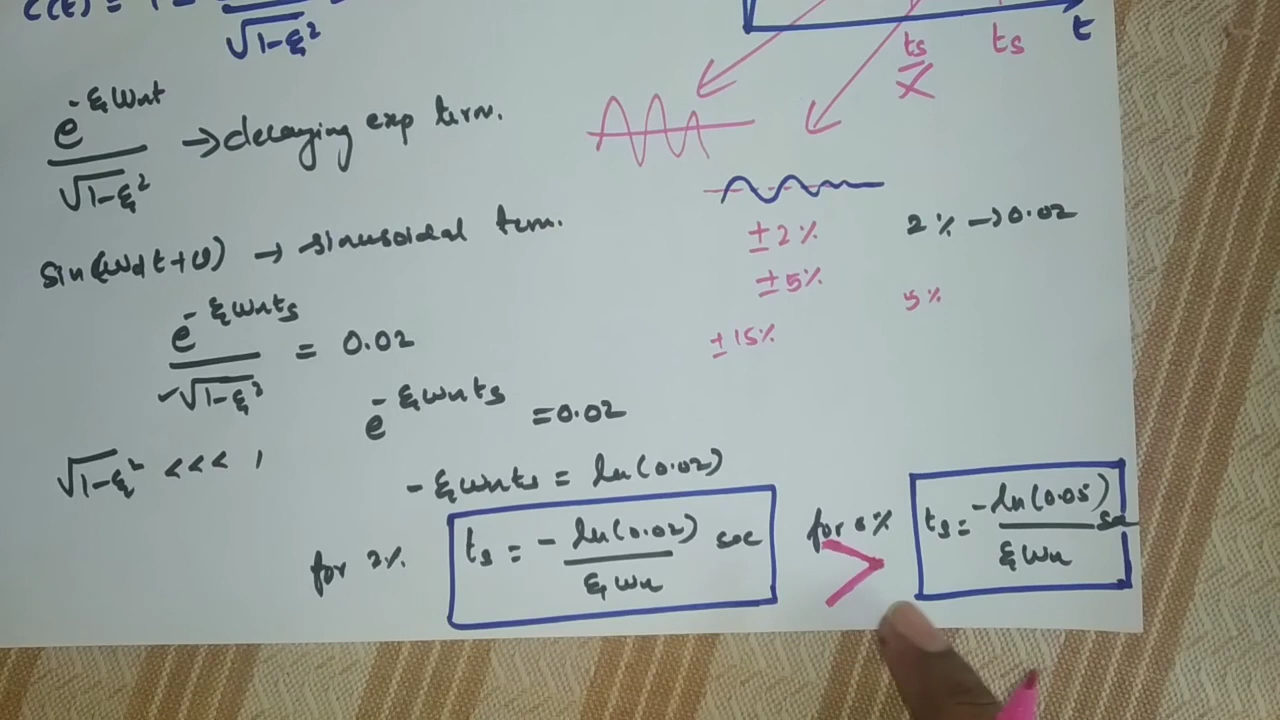 C(t) = 1 - 
√1-ξ²
e^-ξωnt
√1-ξ² → decaying exp term.
ts ts t
sin(ωdt+θ) → sinusoidal term.
±2% 2% → 0.02
±5% 5%
±15%
e^-ξωnts
√1-ξ² = 0.02
e^-ξωnts = 0.02
√1-ξ² <<< 1
-ξωnts = ln(0.02)
for 2% ts = - ln(0.02) / ξωn sec
for 5% ts = -ln(0.05) / ξωn sec
>